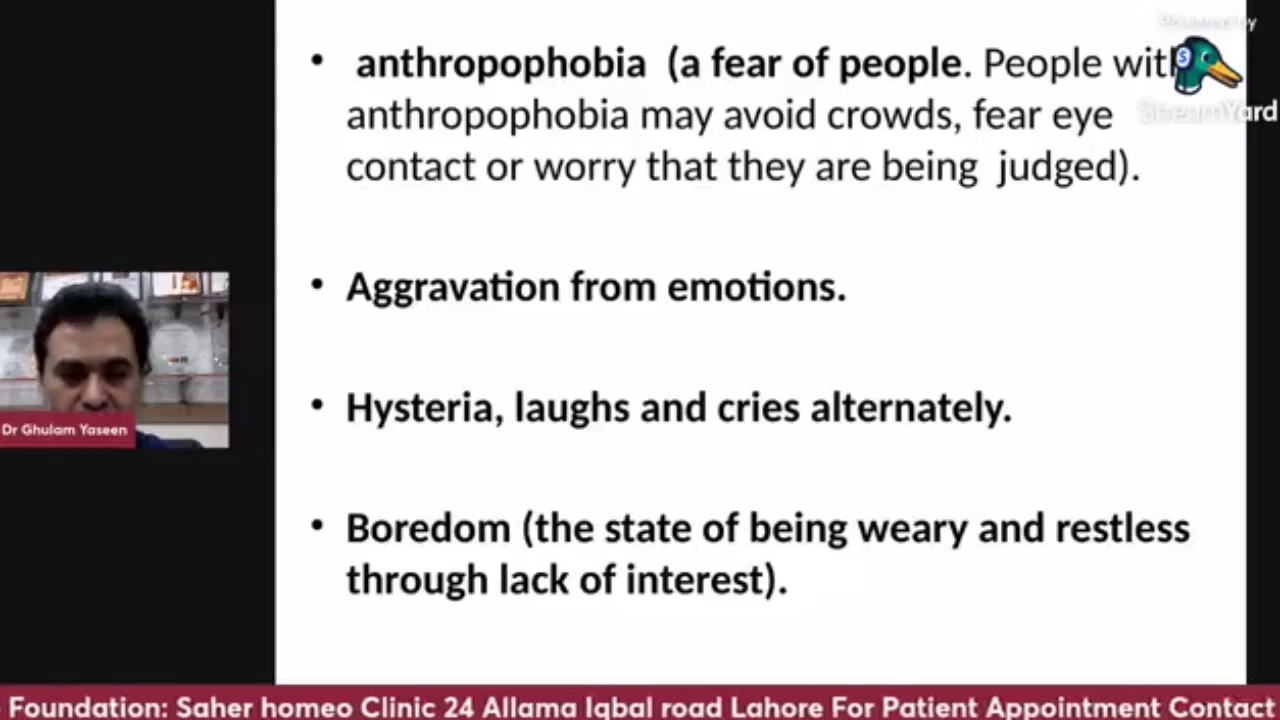 Powered by
StreamYard
• anthropophobia (a fear of people. People with
anthropophobia may avoid crowds, fear eye
contact or worry that they are being judged).
• Aggravation from emotions.
• Hysteria, laughs and cries alternately.
• Boredom (the state of being weary and restless
through lack of interest).
Dr Ghulam Yaseen
Foundation: Saher homeo Clinic 24 Allama Iqbal road Lahore For Patient Appointment Contact